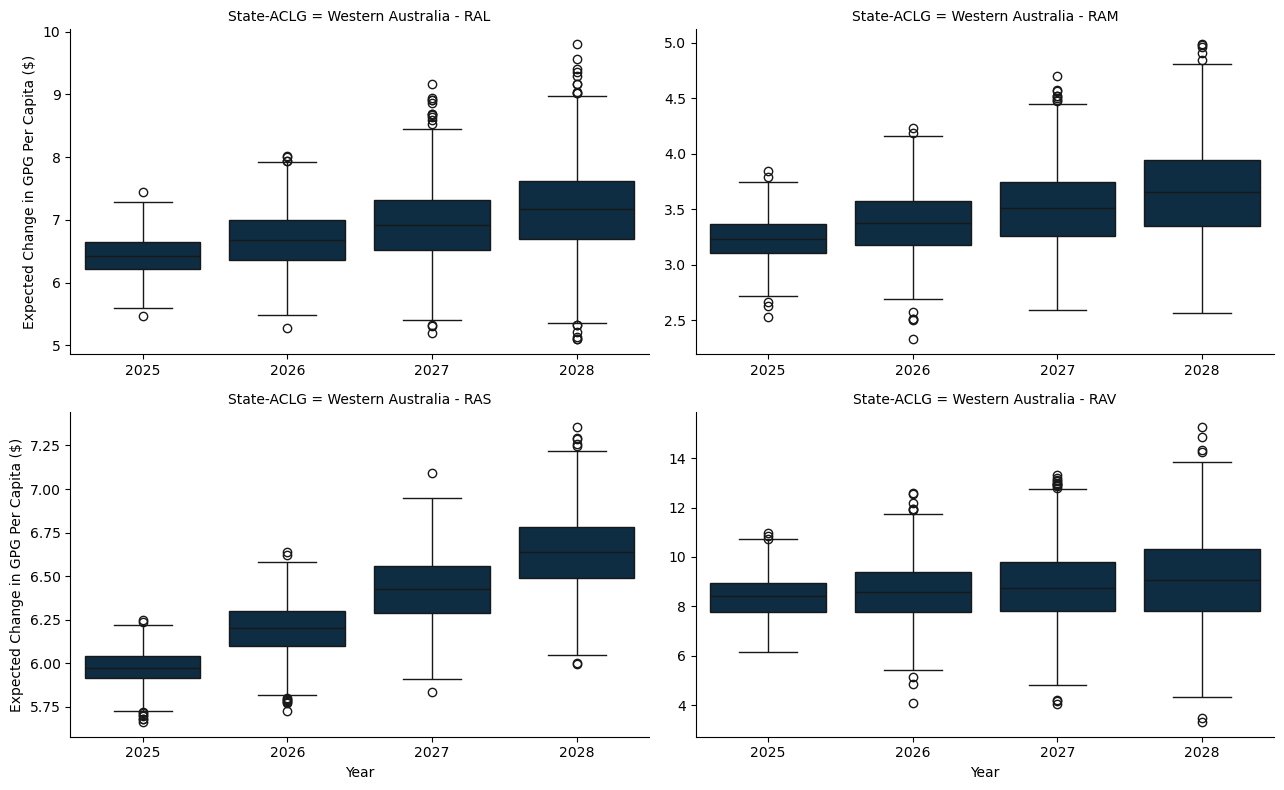 State-ACLG = Western Australia - RAL
Expected Change in GPG Per Capita ($)
10
9
8
7
6
5
2025 2026 2027 2028
State-ACLG = Western Australia - RAM
5.0
4.5
4.0
3.5
3.0
2.5
2025 2026 2027 2028
State-ACLG = Western Australia - RAS
Expected Change in GPG Per Capita ($)
7.25
7.00
6.75
6.50
6.25
6.00
5.75
2025 2026 2027 2028
Year
State-ACLG = Western Australia - RAV
14
12
10
8
6
4
2025 2026 2027 2028
Year